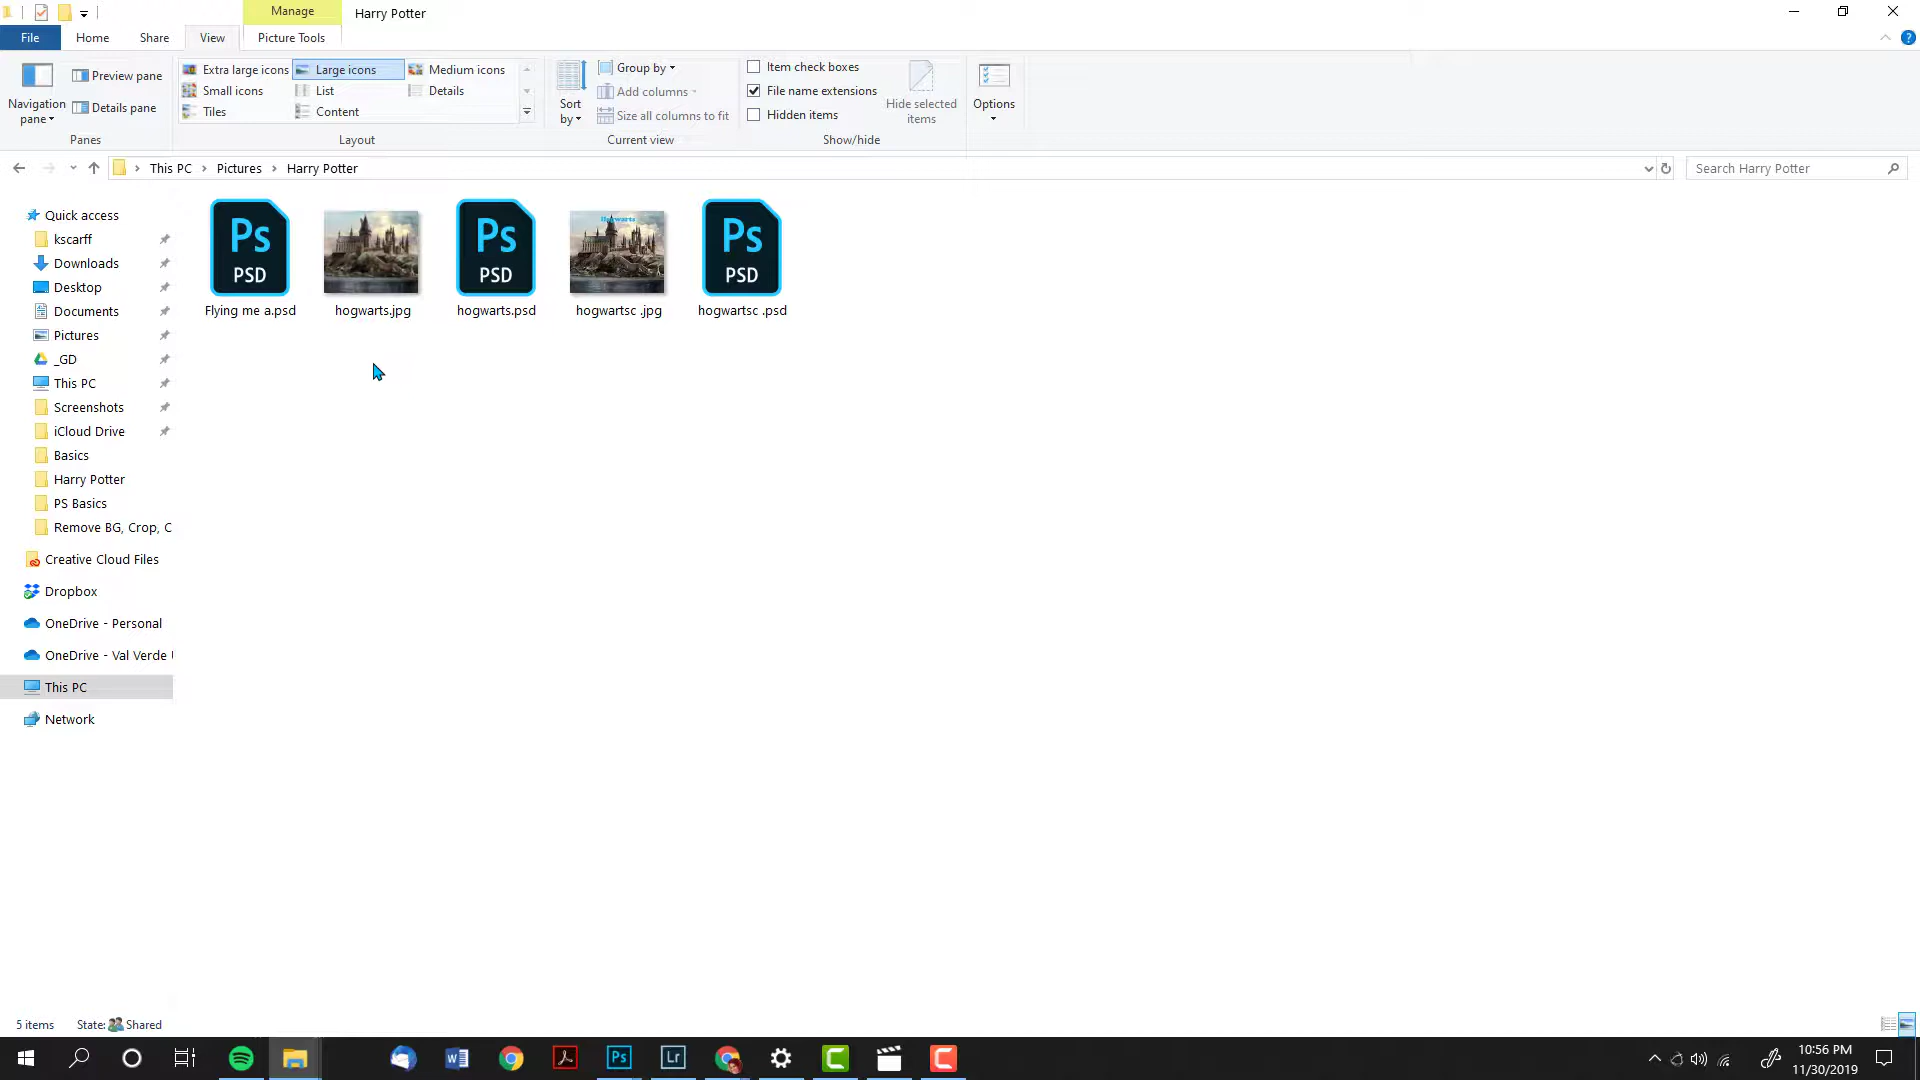 Manage
Harry Potter
File
Home
Share
View
Picture Tools
Preview pane
Details pane
Navigation
pane
Panes
Extra large icons
Large icons
Medium icons
Small icons
List
Details
Tiles
Content
Layout
Sort
by
Group by
Add columns
Size all columns to fit
Current view
Item check boxes
File name extensions
Hidden items
Hide selected
items
Show/hide
Options
This PC
Pictures
Harry Potter
Search Harry Potter
Quick access
kscarff
Downloads
Desktop
Documents
Pictures
_GD
This PC
Screenshots
iCloud Drive
Basics
Harry Potter
PS Basics
Remove BG, Crop, C
Creative Cloud Files
Dropbox
OneDrive - Personal
OneDrive - Val Verde
This PC
Network
Ps
PSD
Flying me a.psd
hogwarts.jpg
Ps
PSD
hogwarts.psd
Hogwarts
hogwartsc .jpg
Ps
PSD
hogwartsc .psd
5 items
State: Shared
Ps
Lr
10:56 PM
11/30/2019